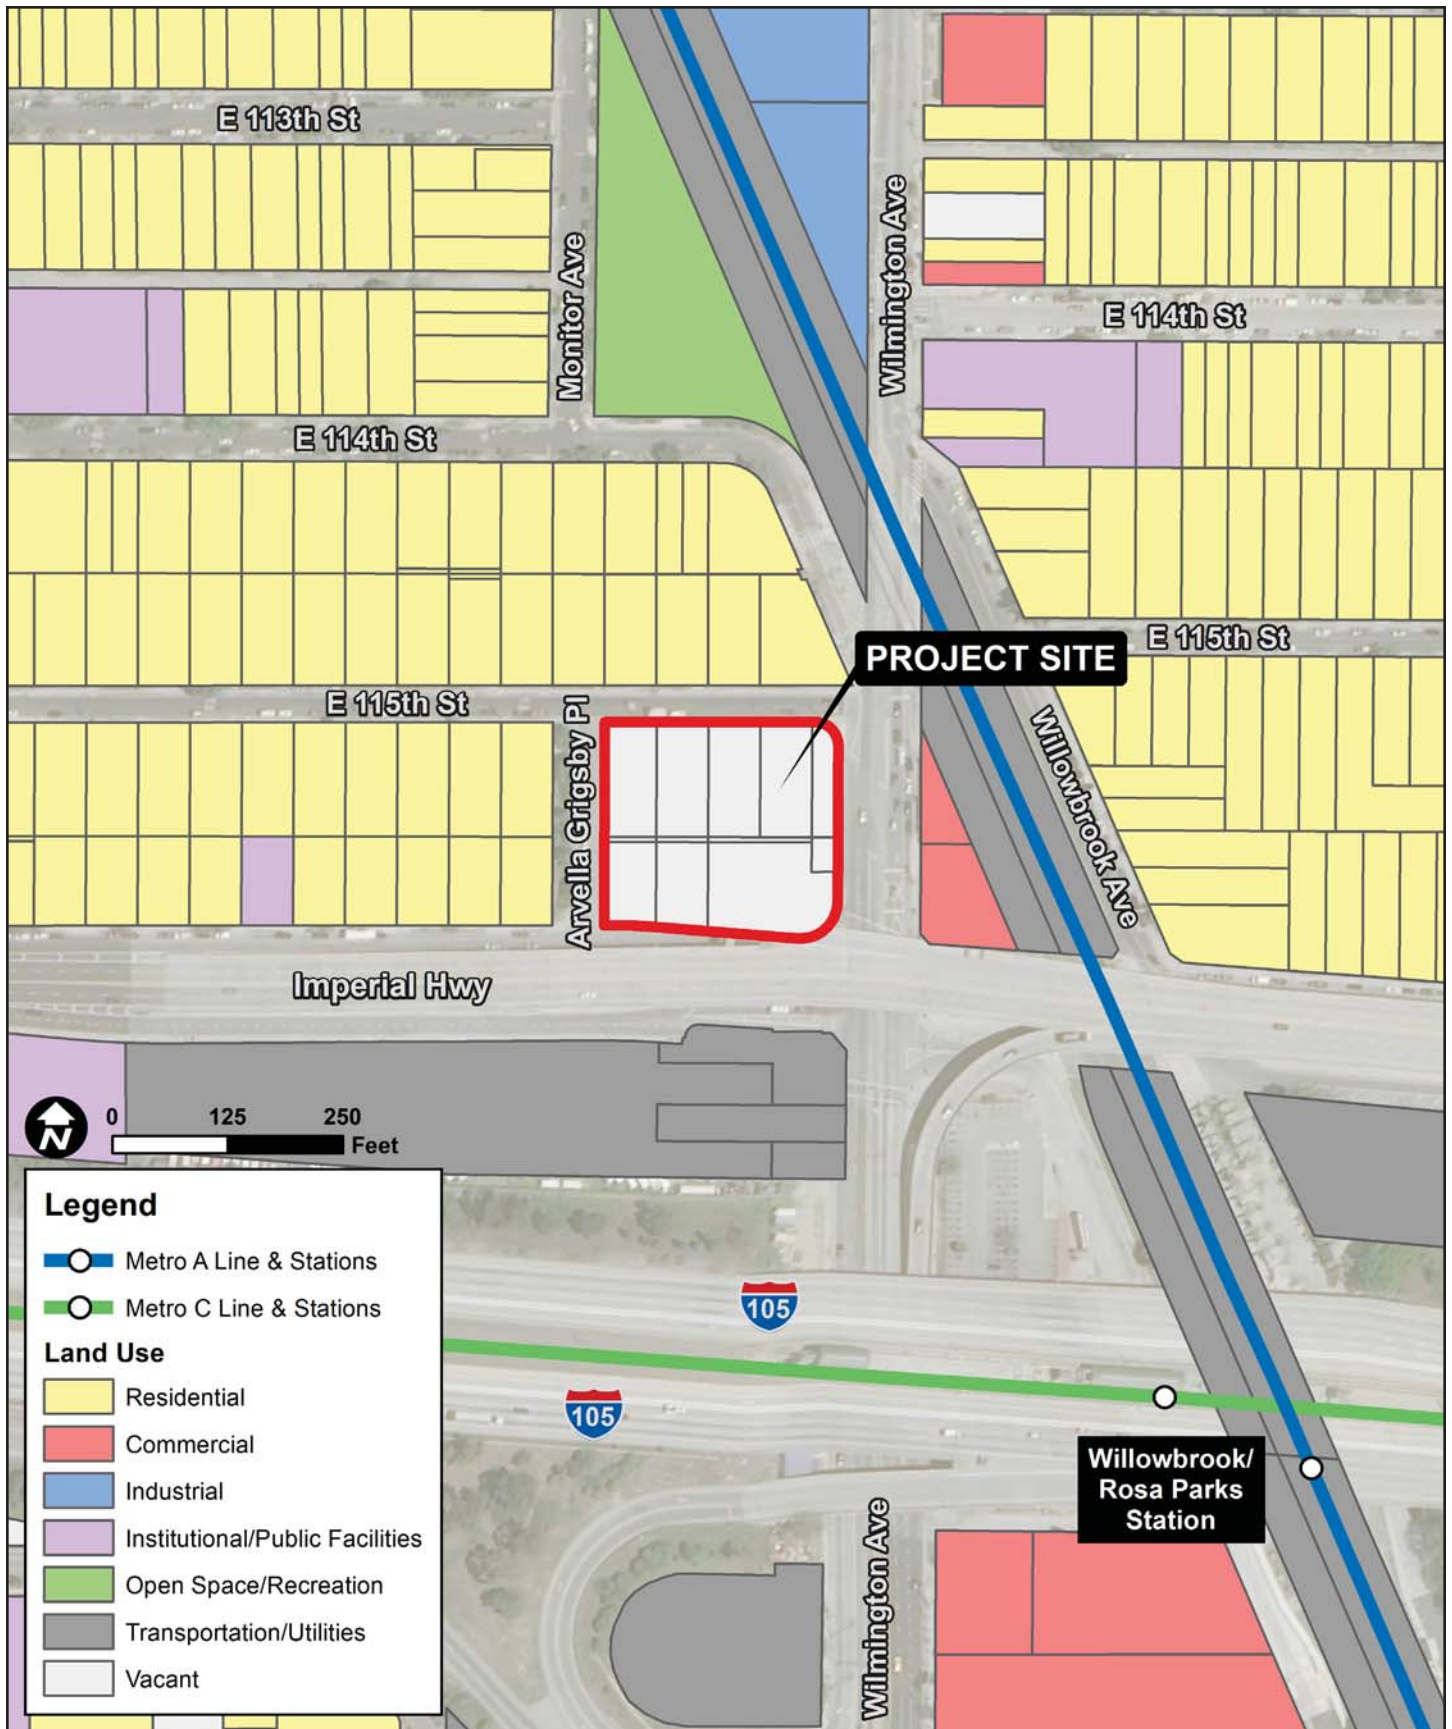 E 113th St
Monitor Ave
Wilmington Ave
E 114th St
E 114th St
PROJECT SITE
E 115th St
E 115th St
Arvella Grigsby Pl
Willowbrook Ave
Imperial Hwy
N
0 125 250
Feet
Legend
Metro A Line & Stations
Metro C Line & Stations
Land Use
Residential
Commercial
Industrial
Institutional/Public Facilities
Open Space/Recreation
Transportation/Utilities
Vacant
105
105
Willowbrook/
Rosa Parks
Station
Wilmington Ave